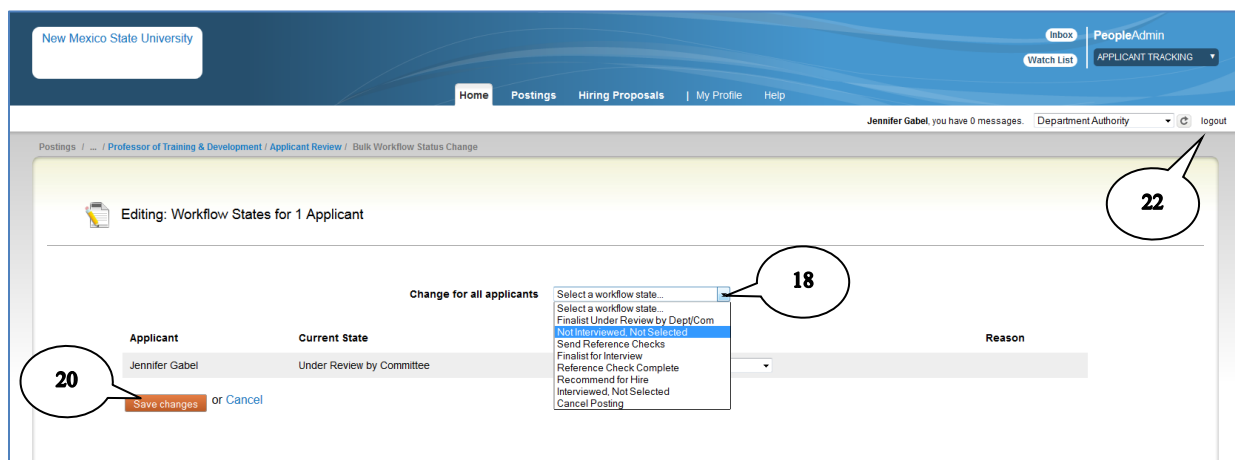 New Mexico State University
Inbox
PeopleAdmin
Watch List
APPLICANT TRACKING
Home Postings Hiring Proposals | My Profile Help
Jennifer Gabel, you have 0 messages. Department Authority logout
Postings / ... / Professor of Training & Development / Applicant Review / Bulk Workflow Status Change
22
Editing: Workflow States for 1 Applicant
18
Change for all applicants Select a workflow state...
Select a workflow state...
Finalist Under Review by Dept/Com
Not Interviewed, Not Selected
Send Reference Checks
Finalist for Interview
Reference Check Complete
Recommend for Hire
Interviewed, Not Selected
Cancel Posting
Applicant Current State Reason
Jennifer Gabel Under Review by Committee
20
Save changes or Cancel